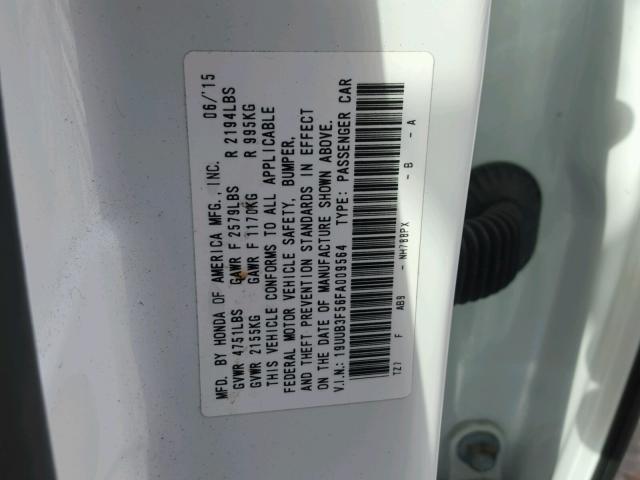 MFD. BY HONDA OF AMERICA MFG., INC. 06/'15
GVWR 4751LBS GAWR F 2579LBS R 2194LBS
GVWR 2155KG GAWR F 1170KG R 995KG
THIS VEHICLE CONFORMS TO ALL APPLICABLE
FEDERAL MOTOR VEHICLE SAFETY, BUMPER,
AND THEFT PREVENTION STANDARDS IN EFFECT
ON THE DATE OF MANUFACTURE SHOWN ABOVE.
V.I.N.: 19UUB3F56FA009564 TYPE: PASSENGER CAR
TZ7 F AB9 - NH788PX - B - A